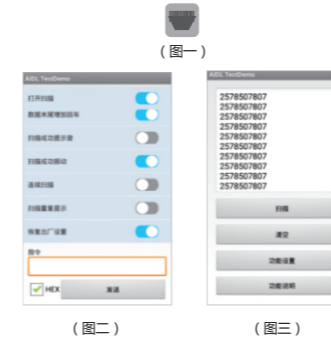 （图一）
AIDL TestDemo
打开扫描
数据末尾增加回车
扫描成功提示音
扫描成功振动
连续扫描
扫描重复提示
恢复出厂设置
指令
HEX
发送
（图二）
AIDL TestDemo
2578507807
2578507807
2578507807
2578507807
2578507807
2578507807
2578507807
2578507807
2578507807
扫描
清空
功能设置
功能说明
（图三）